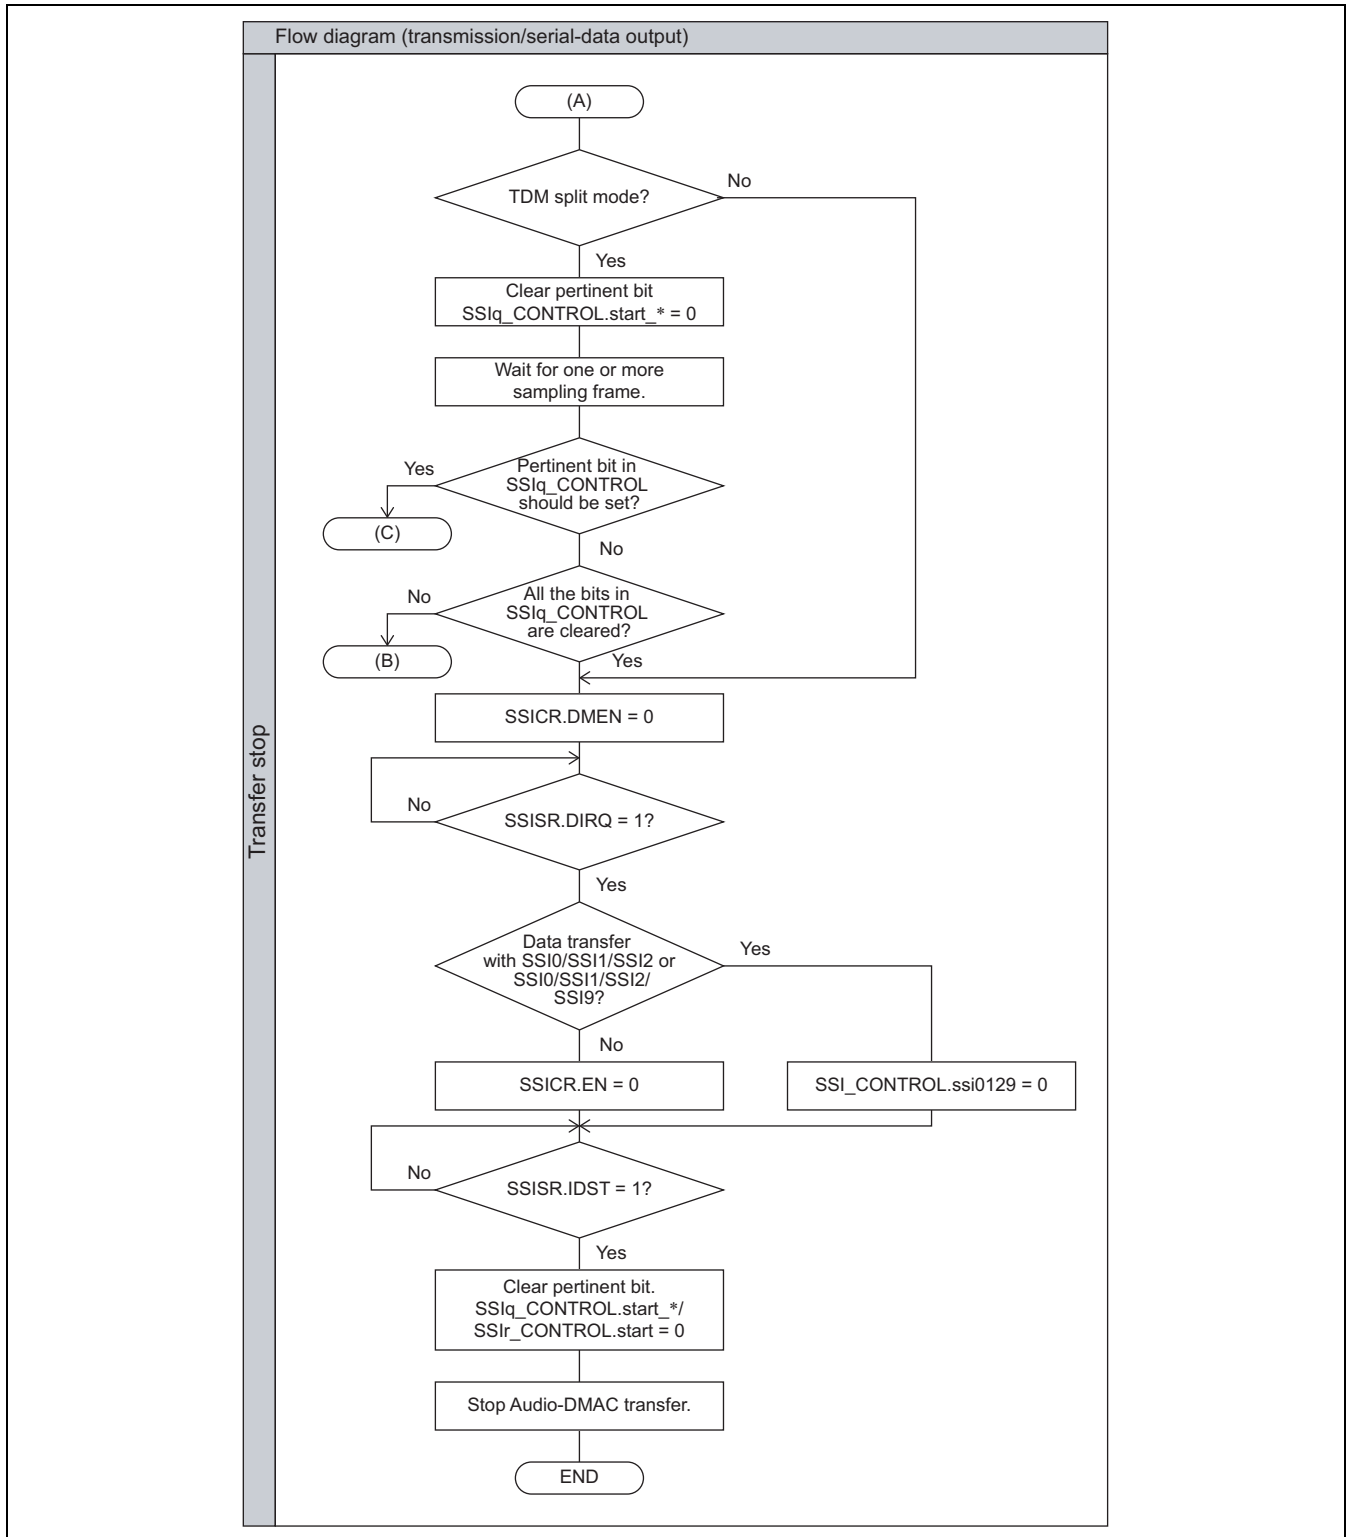 Flow diagram (transmission/serial-data output)
Transfer stop
(A)
TDM split mode?
No
Yes
Clear pertinent bit
SSIq_CONTROL.start_* = 0
Wait for one or more
sampling frame.
Yes
Pertinent bit in
SSIq_CONTROL
should be set?
(C)
No
No
All the bits in
SSIq_CONTROL
are cleared?
(B)
Yes
SSICR.DMEN = 0
No
SSISR.DIRQ = 1?
Yes
Data transfer
with SSI0/SSI1/SSI2 or
SSI0/SSI1/SSI2/
SSI9?
Yes
No
SSICR.EN = 0
SSI_CONTROL.ssi0129 = 0
No
SSISR.IDST = 1?
Yes
Clear pertinent bit.
SSIq_CONTROL.start_*/
SSIr_CONTROL.start = 0
Stop Audio-DMAC transfer.
END